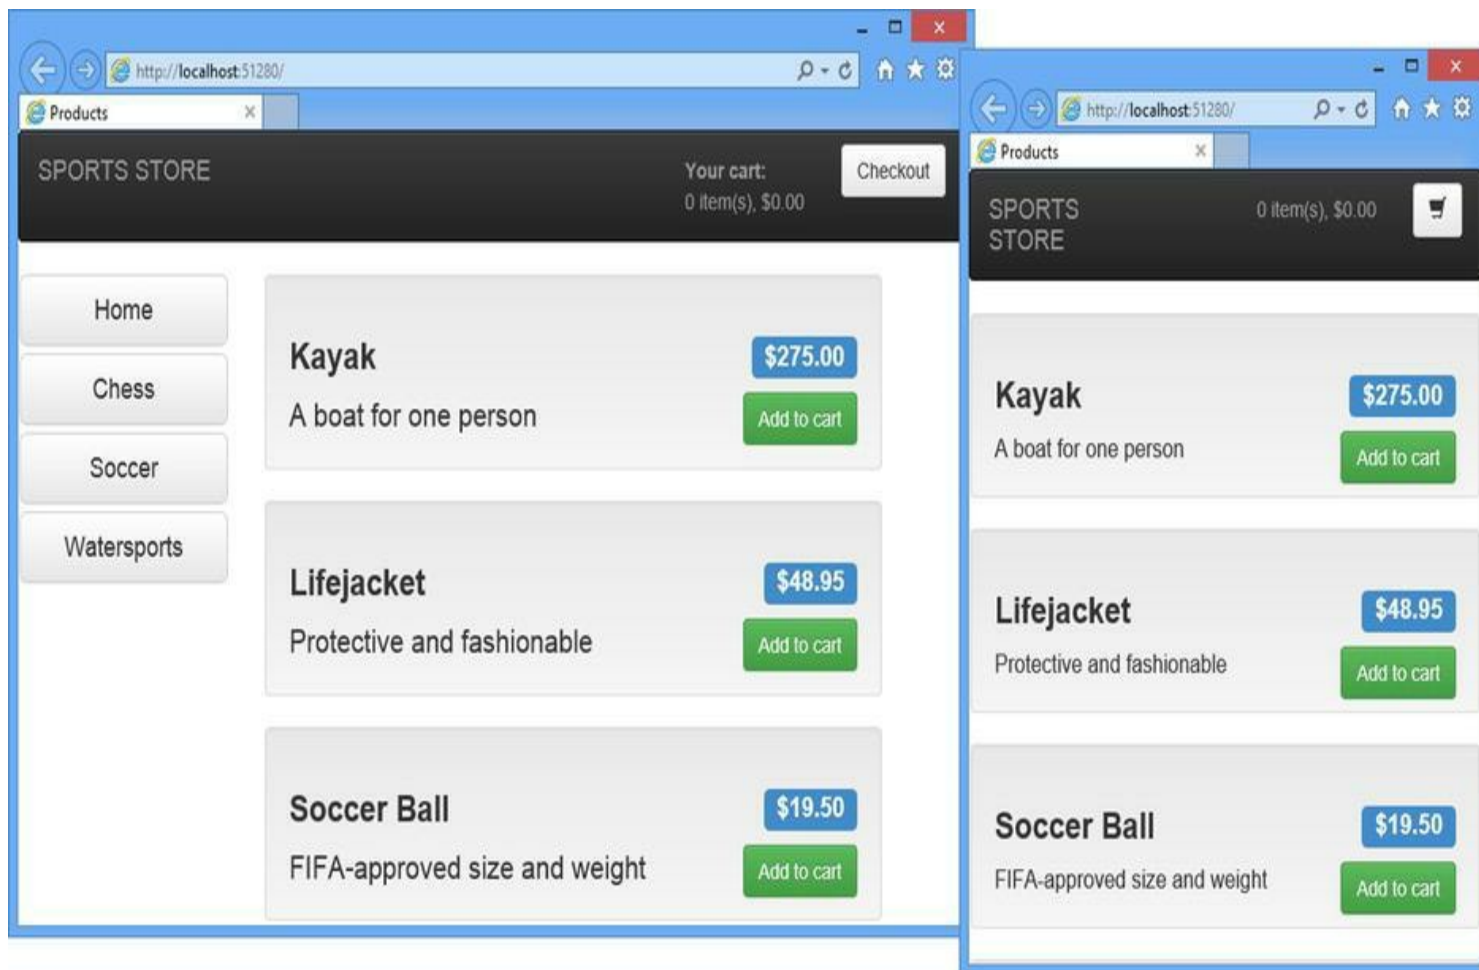 http://localhost:51280/
Products
SPORTS STORE
Your cart:
0 item(s), $0.00
Checkout
Home
Chess
Soccer
Watersports
Kayak
$275.00
A boat for one person
Add to cart
Lifejacket
$48.95
Protective and fashionable
Add to cart
Soccer Ball
$19.50
FIFA-approved size and weight
Add to cart
http://localhost:51280/
Products
SPORTS
STORE
0 item(s), $0.00
Kayak
$275.00
A boat for one person
Add to cart
Lifejacket
$48.95
Protective and fashionable
Add to cart
Soccer Ball
$19.50
FIFA-approved size and weight
Add to cart